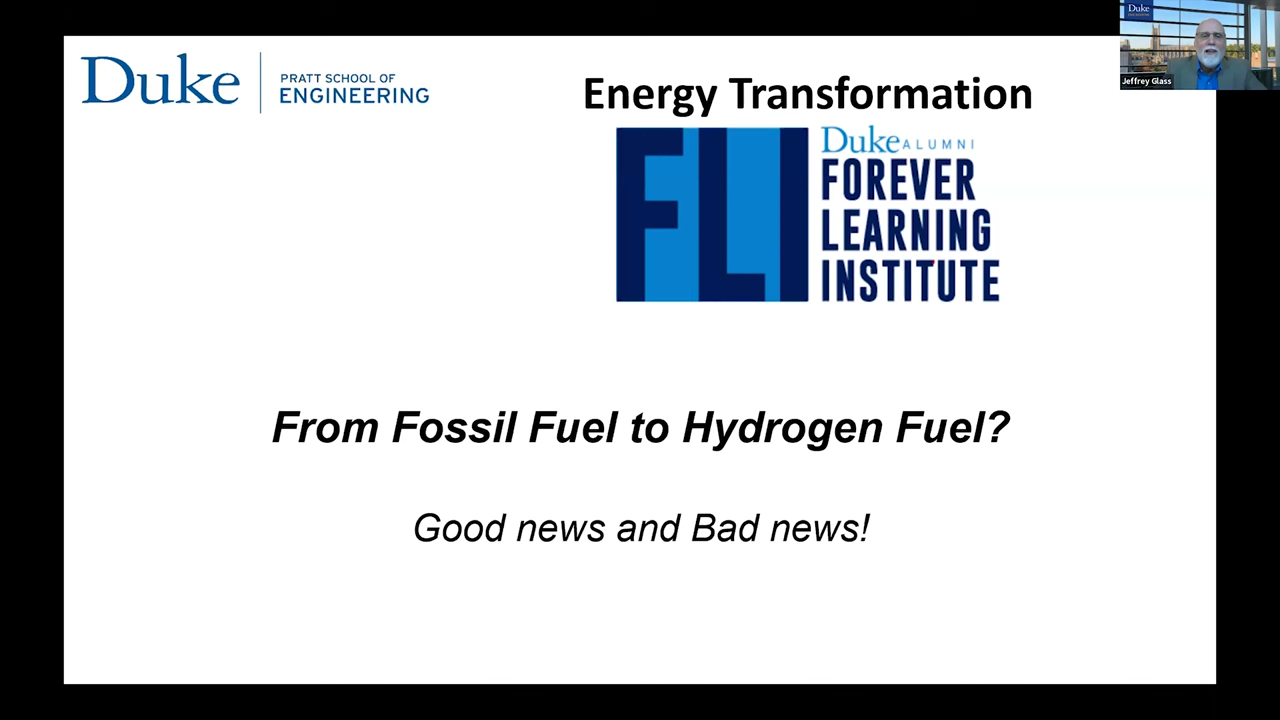 Duke
PRATT SCHOOL OF
ENGINEERING
Energy Transformation
FLI
Duke ALUMNI
FOREVER
LEARNING
INSTITUTE
From Fossil Fuel to Hydrogen Fuel?
Good news and Bad news!
Duke
Jeffrey Glass